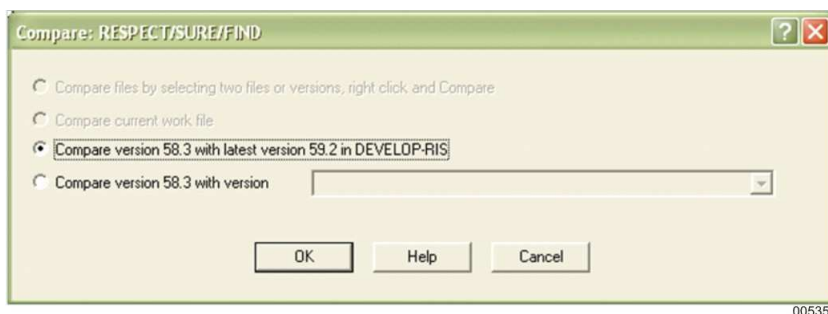 Compare: RESPECT/SURE/FIND
Compare files by selecting two files or versions, right click and Compare
Compare current work file
Compare version 58.3 with latest version 59.2 in DEVELOP-RIS
Compare version 58.3 with version
OK Help Cancel
00535